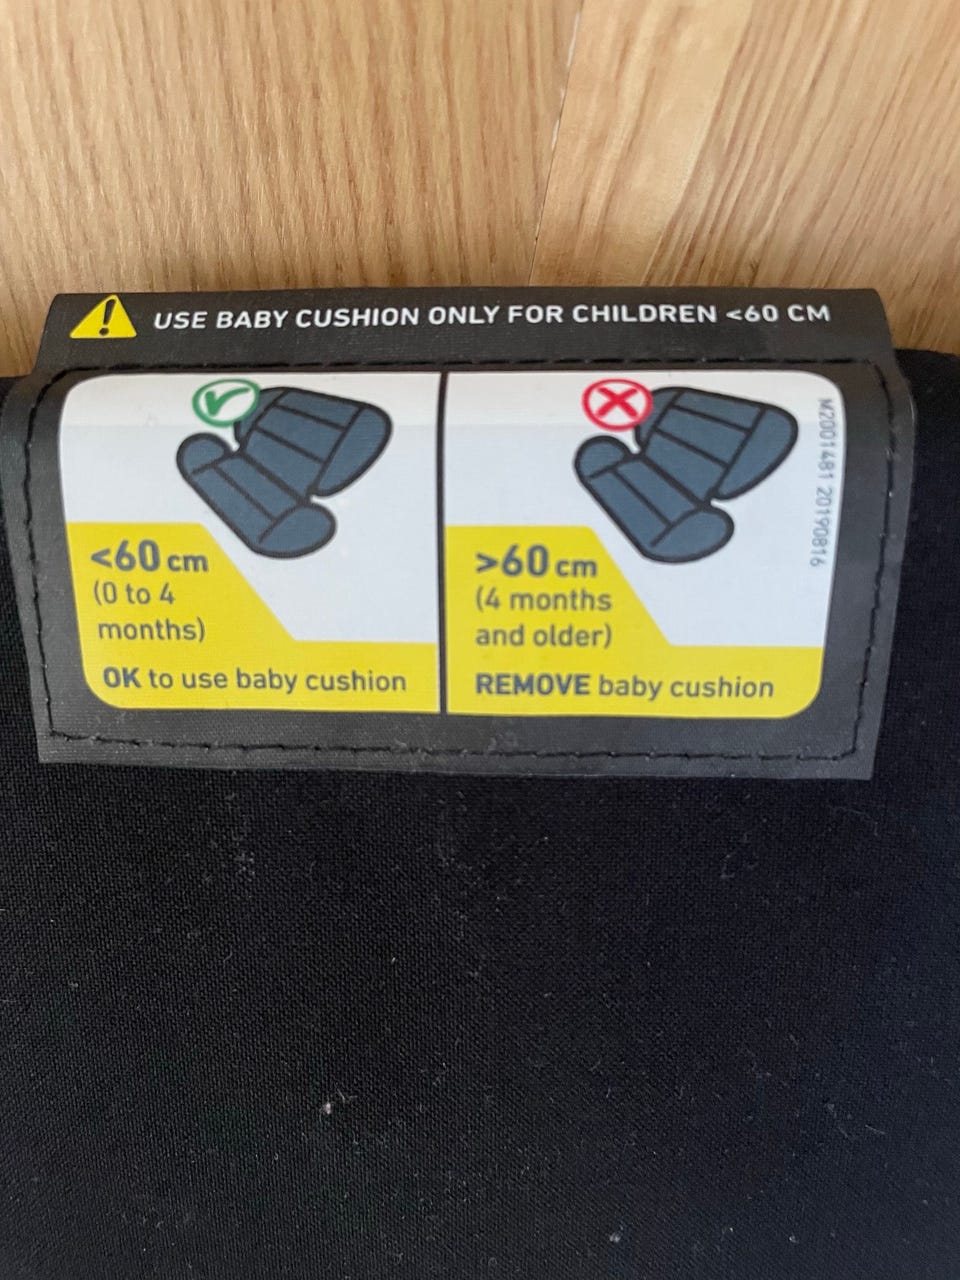 USE BABY CUSHION ONLY FOR CHILDREN <60 CM
<60 cm
(0 to 4
months)
OK to use baby cushion
>60 cm
(4 months
and older)
REMOVE baby cushion
M2001481 20190816